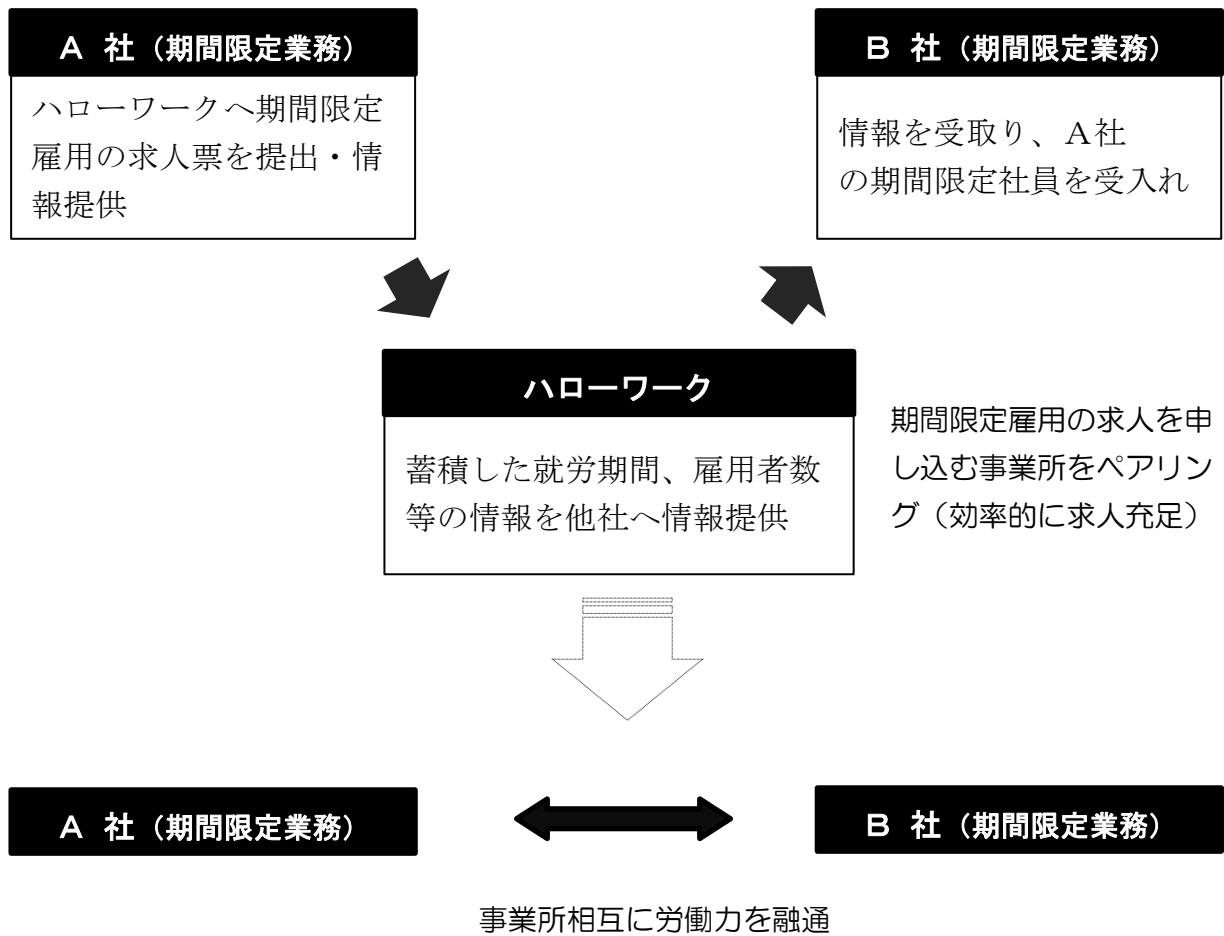 A 社（期間限定業務）
ハローワークへ期間限定
雇用の求人票を提出・情
報提供
B 社（期間限定業務）
情報を受取り、A社
の期間限定社員を受入れ
ハローワーク
蓄積した就労期間、雇用者数
等の情報を他社へ情報提供
期間限定雇用の求人を申
し込む事業所をペアリン
グ（効率的に求人充足）
A 社（期間限定業務）
B 社（期間限定業務）
事業所相互に労働力を融通